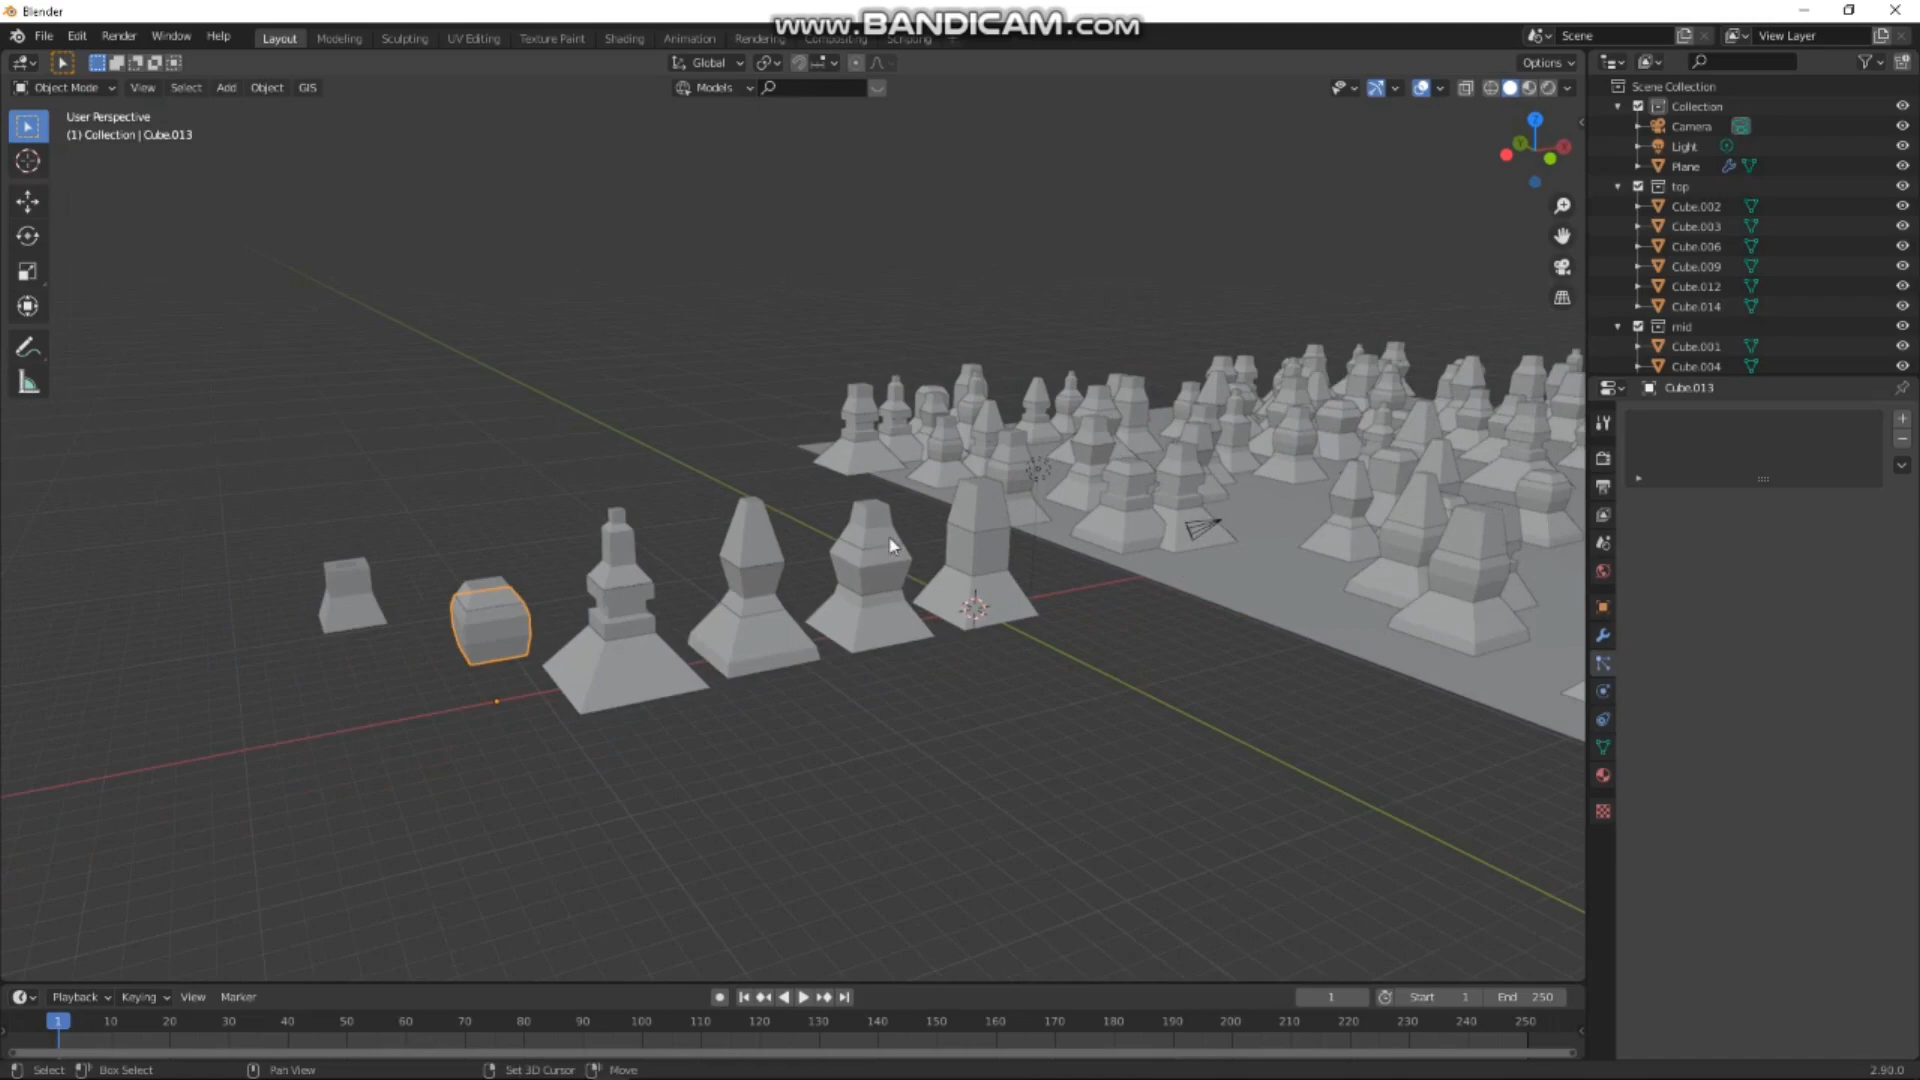 Blender
www.BANDICAM.com
File Edit Render Window Help
Layout Modeling Sculpting UV Editing Texture Paint Shading Animation Rendering Compositing Scripting
Scene
View Layer
Global
Options
Object Mode View Select Add Object GIS
Models
User Perspective
(1) Collection | Cube.013
Scene Collection
Collection
Camera
Light
Plane
top
Cube.002
Cube.003
Cube.006
Cube.009
Cube.012
Cube.014
mid
Cube.001
Cube.004
Cube.013
Z
Y
X
Playback Keying View Marker
1
Start 1
End 250
1 10 20 30 40 50 60 70 80 90 100 110 120 130 140 150 160 170 180 190 200 210 220 230 240 250
Select Box Select Pan View Set 3D Cursor Move
2.90.0